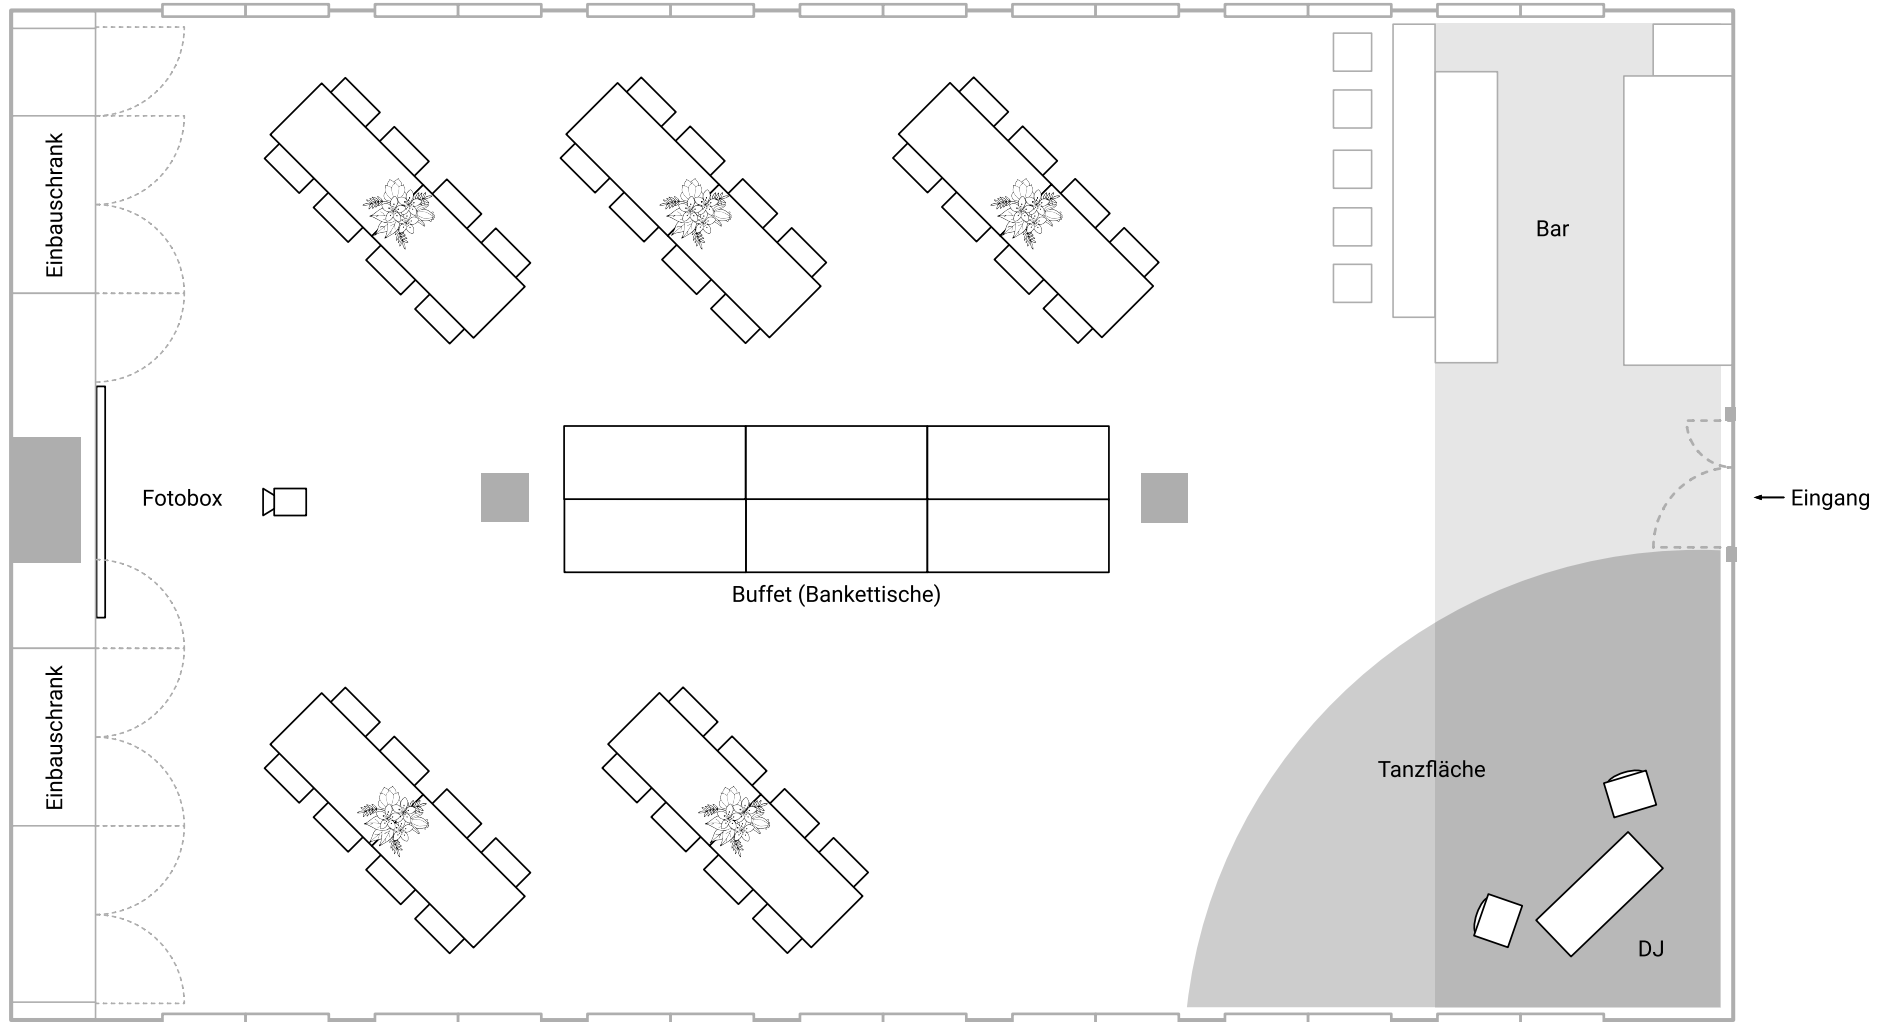 Einbauschrank
Bar
Fotobox
Eingang
Buffet (Bankettische)
Einbauschrank
Tanzfläche
DJ